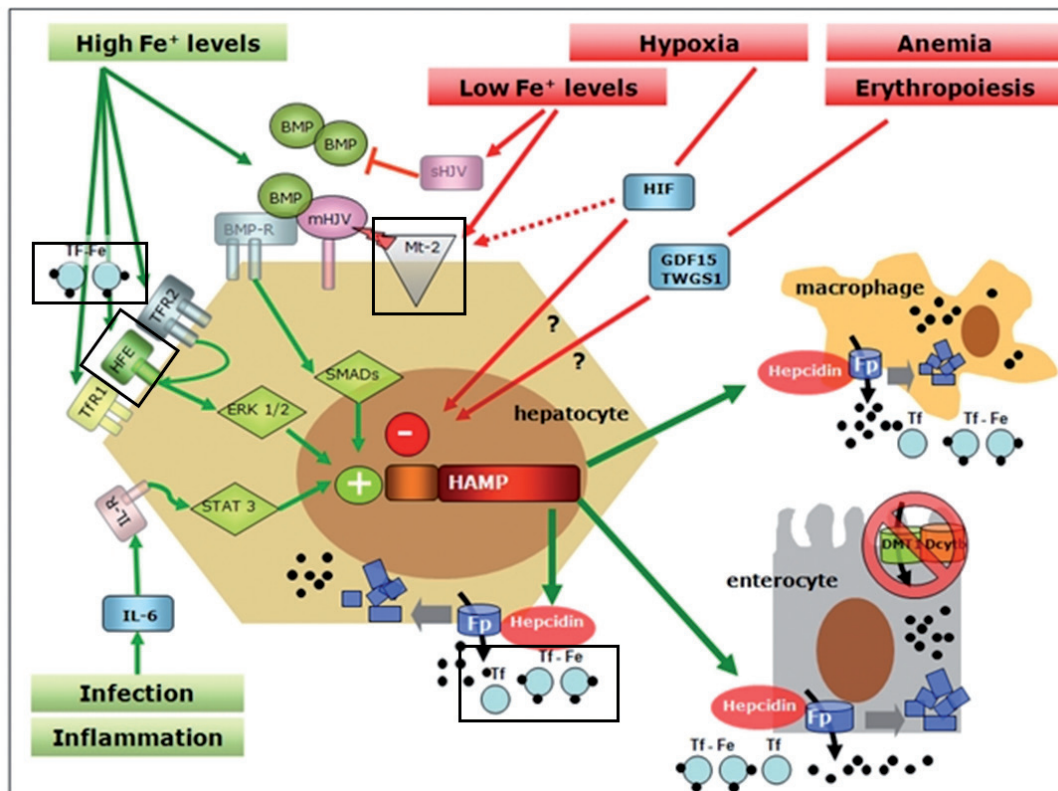 High Fe⁺ levels
Hypoxia
Anemia
Low Fe⁺ levels
Erythropoiesis
BMP
BMP
sHJV
BMP
mHJV
BMP-R
HIF
Mt-2
TF-Fe
GDF15
TWGS1
macrophage
TFR2
HFE
TfR1
?
?
SMADs
ERK 1/2
hepatocyte
Hepcidin
Fp
Tf
Tf - Fe
-
+
HAMP
IL-R
STAT 3
DMT1
Dcytb
enterocyte
IL-6
Fp
Hepcidin
Tf
Tf - Fe
Infection
Inflammation
Hepcidin
Fp
Tf - Fe
Tf